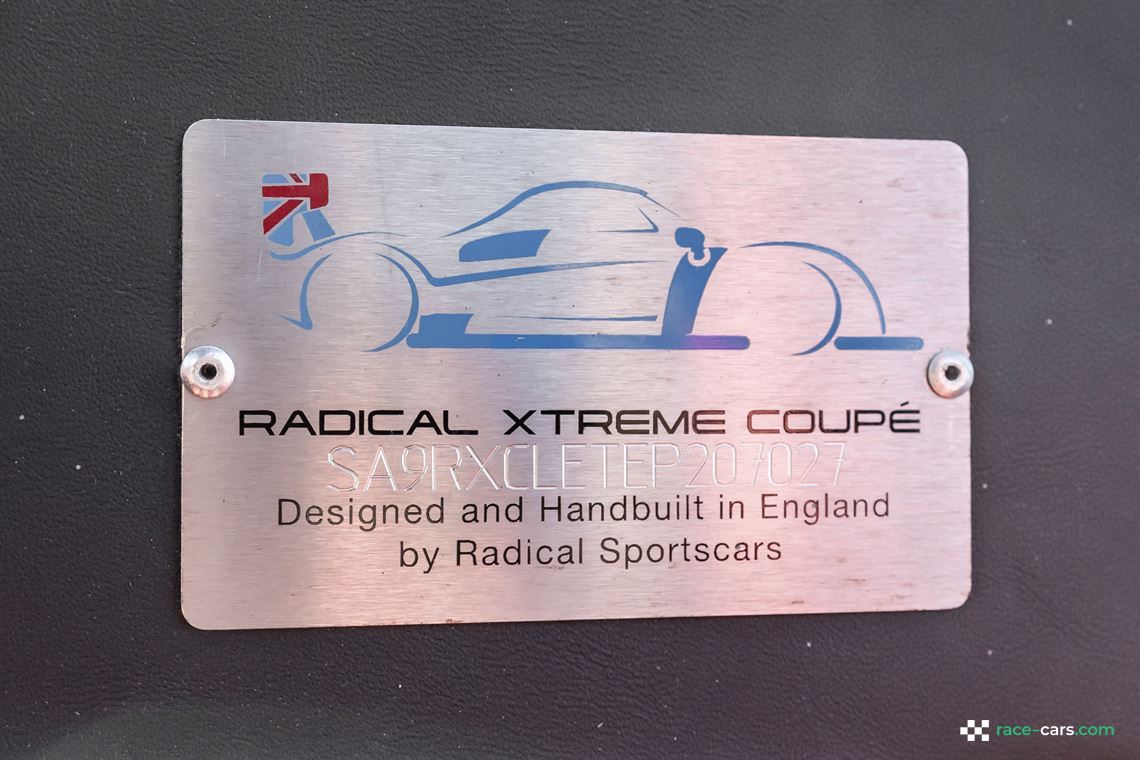 RADICAL XTREME COUPÉ
SA9RXCLETEP207027
Designed and Handbuilt in England
by Radical Sportscars
race-cars.com